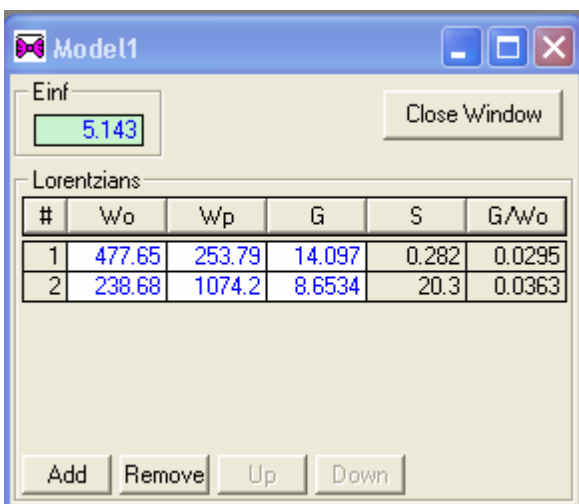 Model1
Einf
5.143
Close Window
Lorentzians
# Wo Wp G S G/Wo
1 477.65 253.79 14.097 0.282 0.0295
2 238.68 1074.2 8.6534 20.3 0.0363
Add Remove Up Down